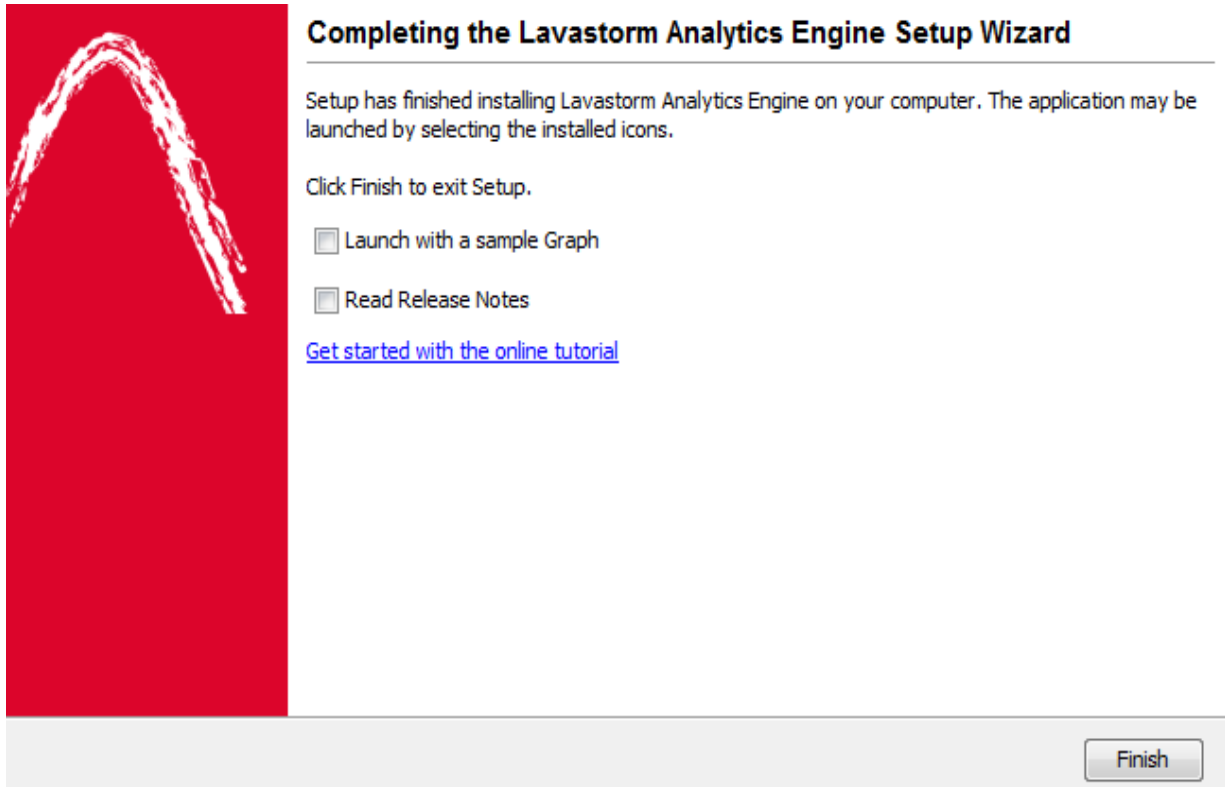 Completing the Lavastorm Analytics Engine Setup Wizard
Setup has finished installing Lavastorm Analytics Engine on your computer. The application may be
launched by selecting the installed icons.
Click Finish to exit Setup.
Launch with a sample Graph
Read Release Notes
Get started with the online tutorial
Finish